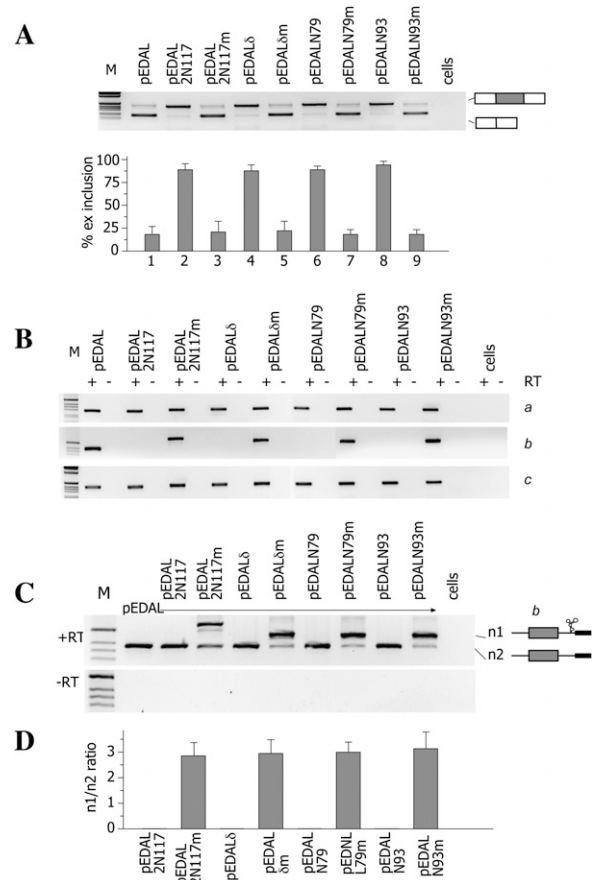 A
M
pEDAL
pEDAL
2N117
pEDAL
2N117m
pEDALδ
pEDALδm
pEDALN79
pEDALN79m
pEDALN93
pEDALN93m
cells
% ex inclusion
100
75
50
25
0
1 2 3 4 5 6 7 8 9
B
M
pEDAL
pEDAL
2N117
pEDAL
2N117m
pEDALδ
pEDALδm
pEDALN79
pEDALN79m
pEDALN93
pEDALN93m
cells
+ - + - + - + - + - + - + - + - + - + - RT
a
b
c
C
M
pEDAL
pEDAL
2N117
pEDAL
2N117m
pEDALδ
pEDALδm
pEDALN79
pEDALN79m
pEDALN93
pEDALN93m
cells
b
+RT
n1
n2
-RT
D
n1/n2 ratio
3
2
1
0
pEDAL
2N117
pEDAL
2N117m
pEDALδ
pEDAL
δm
pEDAL
N79
pEDNL
L79m
pEDAL
N93
pEDAL
N93m